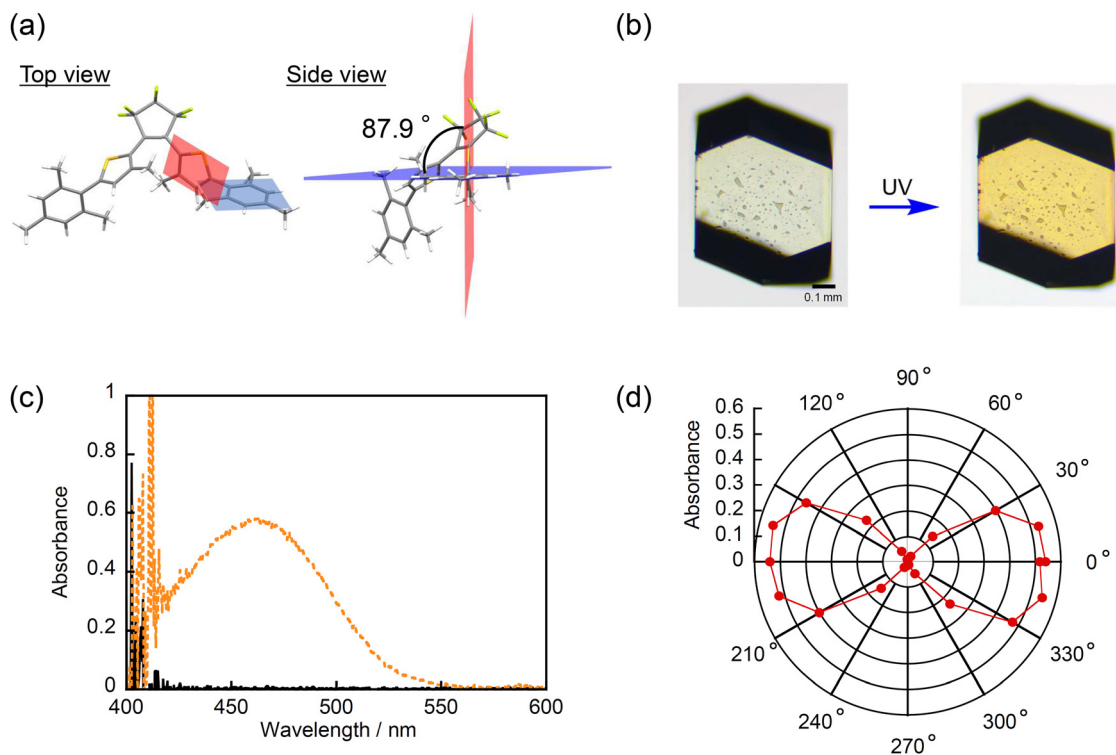 (a)
Top view
Side view
87.9 °
(b)
UV
0.1 mm
(c)
1
0.8
0.6
0.4
0.2
0
Absorbance
400
450
500
550
600
Wavelength / nm
(d)
0.6
0.5
0.4
0.3
0.2
0.1
0
Absorbance
90°
120°
60°
30°
0°
210°
330°
240°
300°
270°